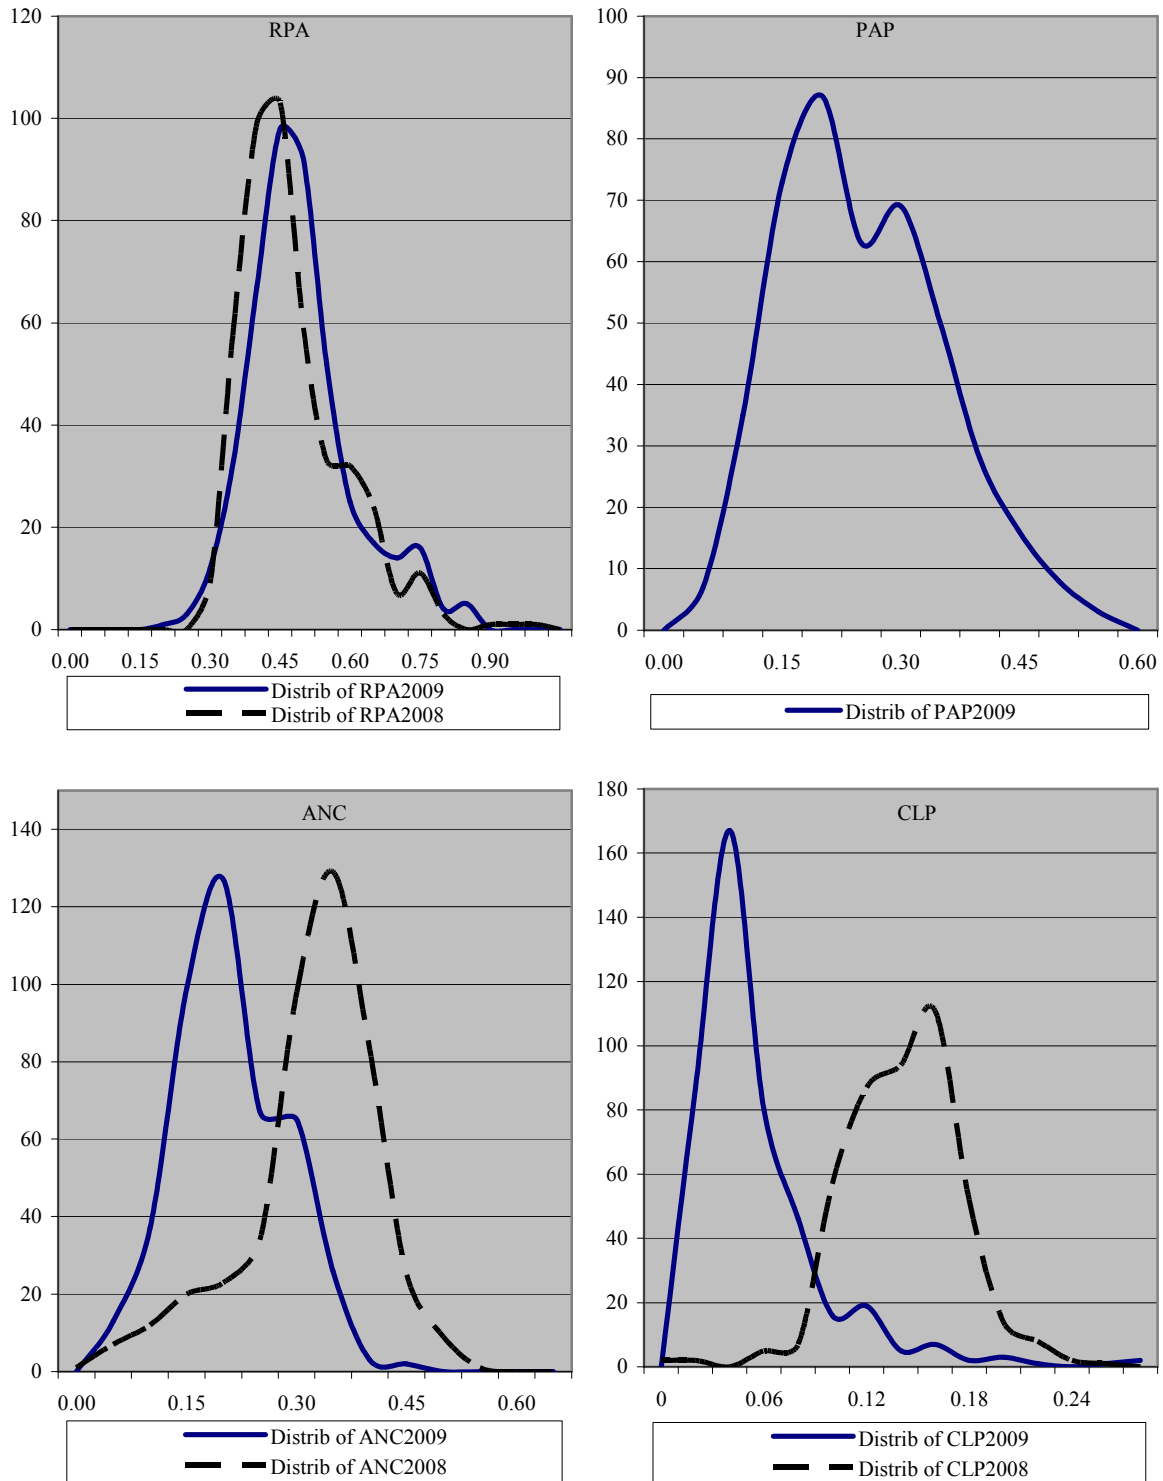 RPA
120
100
80
60
40
20
0
0.00 0.15 0.30 0.45 0.60 0.75 0.90
Distrib of RPA2009
Distrib of RPA2008
PAP
100
90
80
70
60
50
40
30
20
10
0
0.00 0.15 0.30 0.45 0.60
Distrib of PAP2009
ANC
140
120
100
80
60
40
20
0
0.00 0.15 0.30 0.45 0.60
Distrib of ANC2009
Distrib of ANC2008
CLP
180
160
140
120
100
80
60
40
20
0
0 0.06 0.12 0.18 0.24
Distrib of CLP2009
Distrib of CLP2008